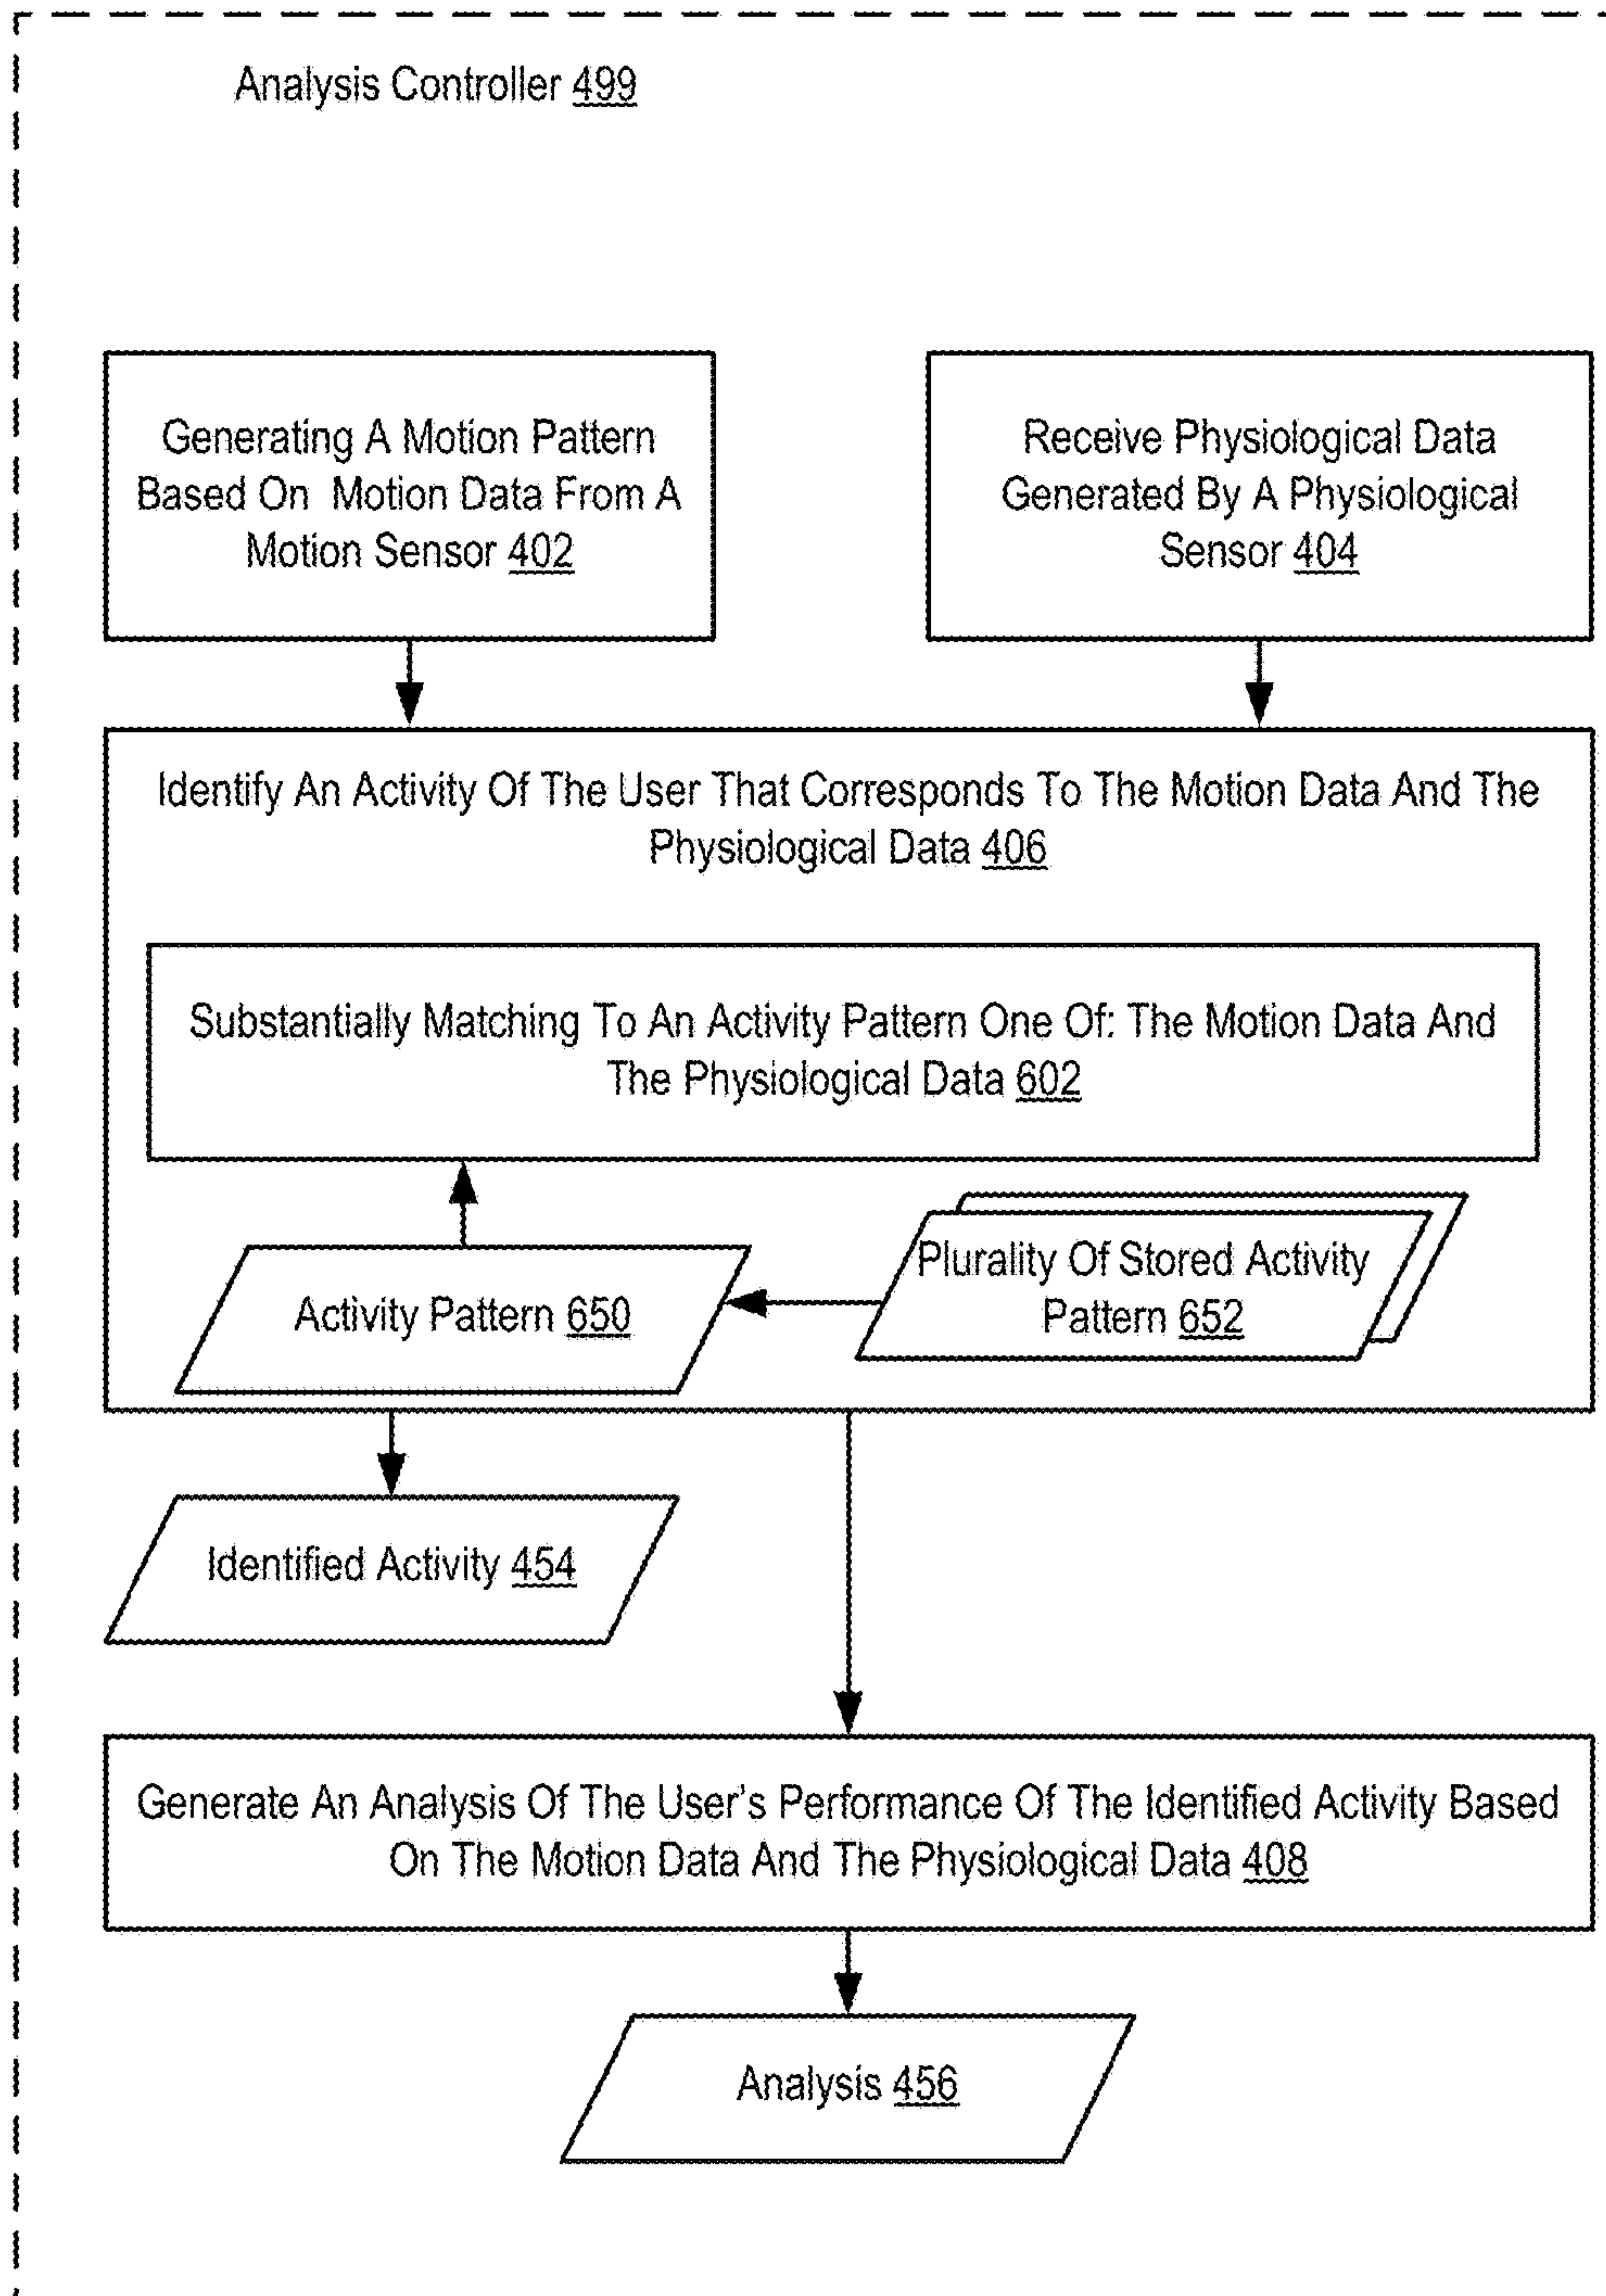 Analysis Controller 499
Generating A Motion Pattern
Based On Motion Data From A
Motion Sensor 402
Receive Physiological Data
Generated By A Physiological
Sensor 404
Identify An Activity Of The User That Corresponds To The Motion Data And The
Physiological Data 406
Substantially Matching To An Activity Pattern One Of: The Motion Data And
The Physiological Data 602
Activity Pattern 650
Plurality Of Stored Activity
Pattern 652
Identified Activity 454
Generate An Analysis Of The User's Performance Of The Identified Activity Based
On The Motion Data And The Physiological Data 408
Analysis 456